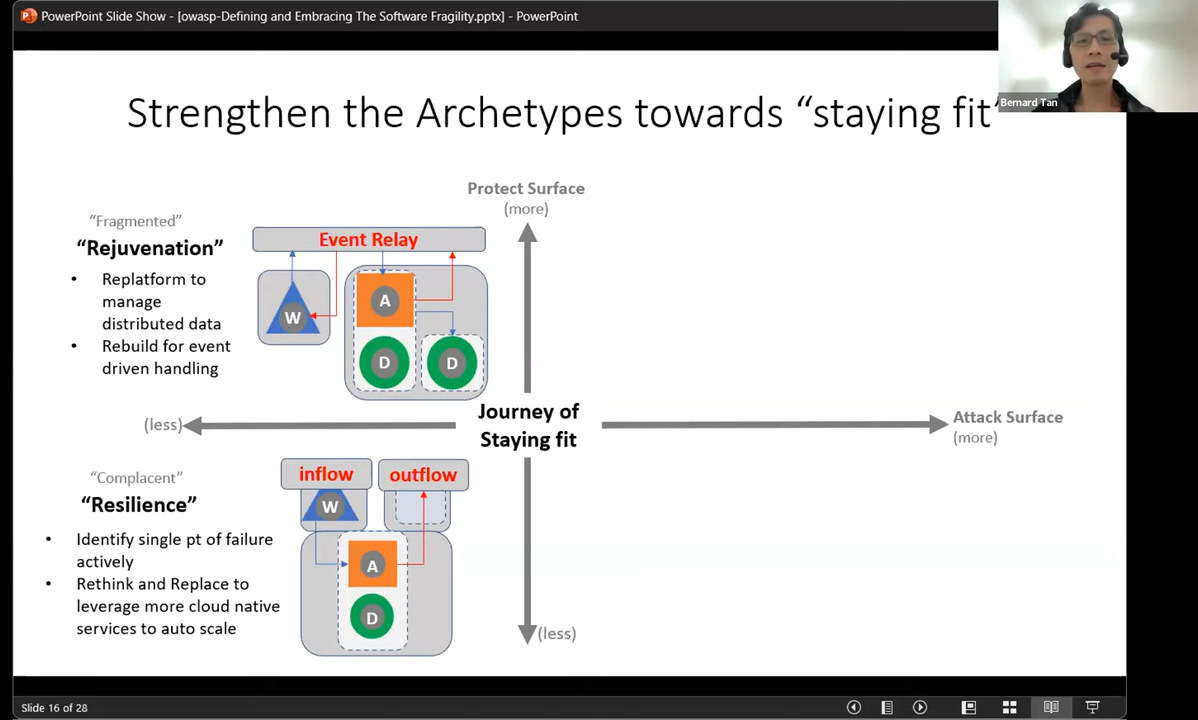 PowerPoint Slide Show - [owasp-Defining and Embracing The Software Fragility.pptx] - PowerPoint
Bernard Tan
Strengthen the Archetypes towards “staying fit”
Protect Surface
(more)
“Fragmented”
“Rejuvenation”
• Replatform to
manage
distributed data
• Rebuild for event
driven handling
Event Relay
W
A
D
D
(less)
Journey of
Staying fit
Attack Surface
(more)
“Complacent”
“Resilience”
• Identify single pt of failure
actively
• Rethink and Replace to
leverage more cloud native
services to auto scale
inflow
outflow
W
A
D
(less)
Slide 16 of 28